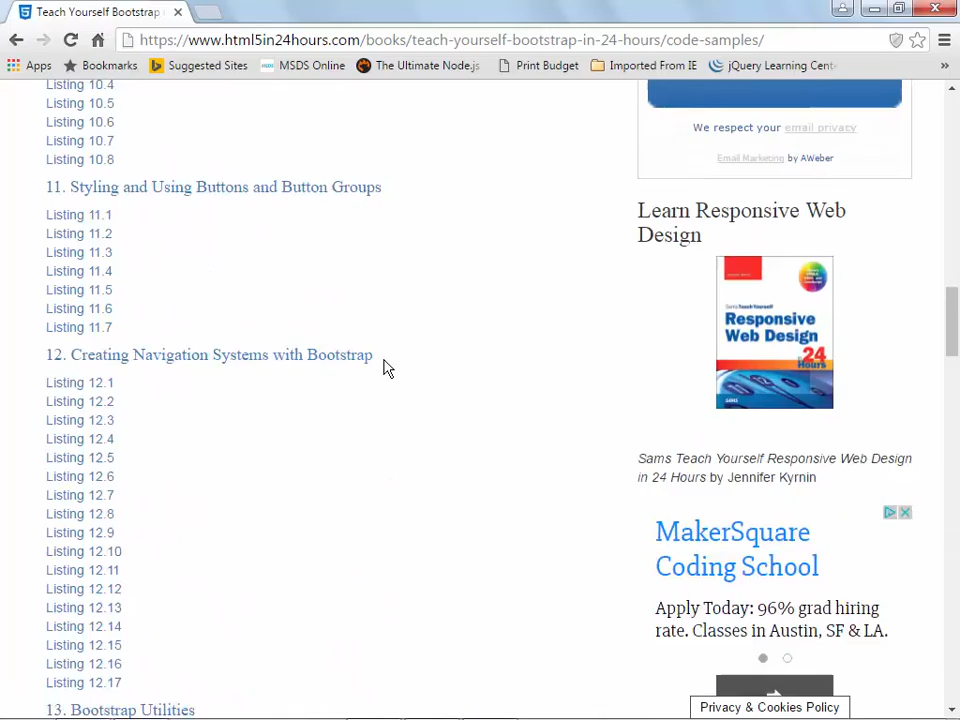 Teach Yourself Bootstrap
https://www.html5in24hours.com/books/teach-yourself-bootstrap-in-24-hours/code-samples/
Apps
Bookmarks
Suggested Sites
MSDS Online
The Ultimate Node.js
Print Budget
Imported From IE
jQuery Learning Cent
»
Listing 10.4
Listing 10.5
Listing 10.6
Listing 10.7
Listing 10.8
11. Styling and Using Buttons and Button Groups
Listing 11.1
Listing 11.2
Listing 11.3
Listing 11.4
Listing 11.5
Listing 11.6
Listing 11.7
12. Creating Navigation Systems with Bootstrap
Listing 12.1
Listing 12.2
Listing 12.3
Listing 12.4
Listing 12.5
Listing 12.6
Listing 12.7
Listing 12.8
Listing 12.9
Listing 12.10
Listing 12.11
Listing 12.12
Listing 12.13
Listing 12.14
Listing 12.15
Listing 12.16
Listing 12.17
13. Bootstrap Utilities
We respect your email privacy
Email Marketing by AWeber
Learn Responsive Web
Design
Sams Teach Yourself
Responsive
Web Design
in 24
Hours
SAMS
Sams Teach Yourself Responsive Web Design
in 24 Hours by Jennifer Kyrnin
MakerSquare
Coding School
Apply Today: 96% grad hiring
rate. Classes in Austin, SF & LA.
Privacy & Cookies Policy